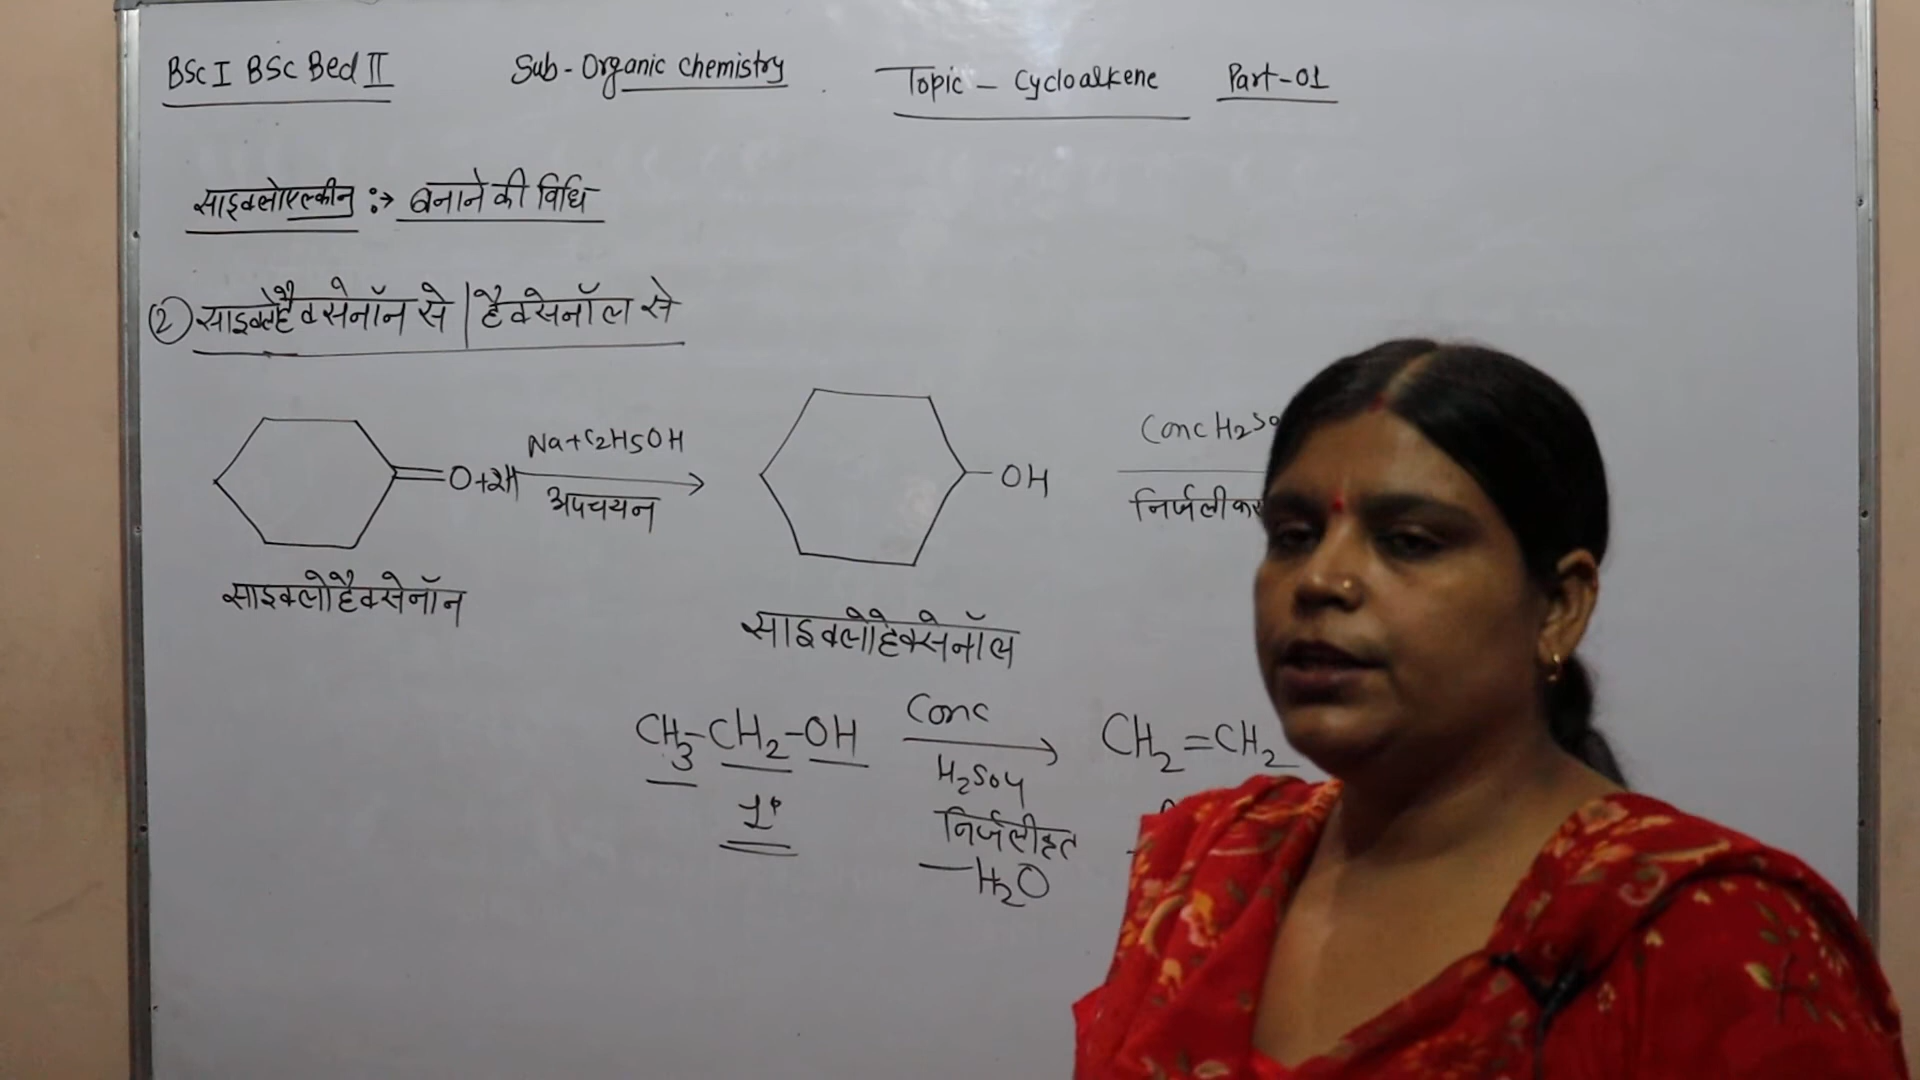 BSc I BSc Bed II Sub - Organic chemistry Topic - Cycloalkene Part-01
साइक्लोएल्कीन :→ बनाने की विधि
② साइक्लोहैक्सेनॉन से | हैक्सेनॉल से
Na+C2H5OH
Conc H2SO
=O+2H
अपचयन
-OH
निर्जलीकर
साइक्लोहैक्सेनॉन
साइक्लोहेक्सेनॉल
CH3-CH2-OH Conc CH2=CH2
H2SO4
1°
निर्जलीकृत
-H2O